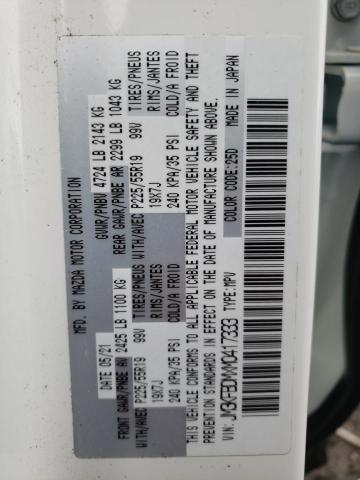 MFD. BY MAZDA MOTOR CORPORATION
DATE 05/21 GVWR/PNBV 4724 LB 2143 KG
FRONT GAWR/PNBE AV 2425 LB 1100 KG REAR GAWR/PNBE AR 2299 LB 1043 KG
WITH/AVEC P225/55R19 99V TIRES/PNEUS WITH/AVEC P225/55R19 99V TIRES/PNEUS
19X7J RIMS/JANTES 19X7J RIMS/JANTES
240 KPA/35 PSI COLD/A FROID 240 KPA/35 PSI COLD/A FROID
THIS VEHICLE CONFORMS TO ALL APPLICABLE FEDERAL MOTOR VEHICLE SAFETY AND THEFT
PREVENTION STANDARDS IN EFFECT ON THE DATE OF MANUFACTURE SHOWN ABOVE.
VIN: TYPE: MPV COLOR CODE: 25D MADE IN JAPAN